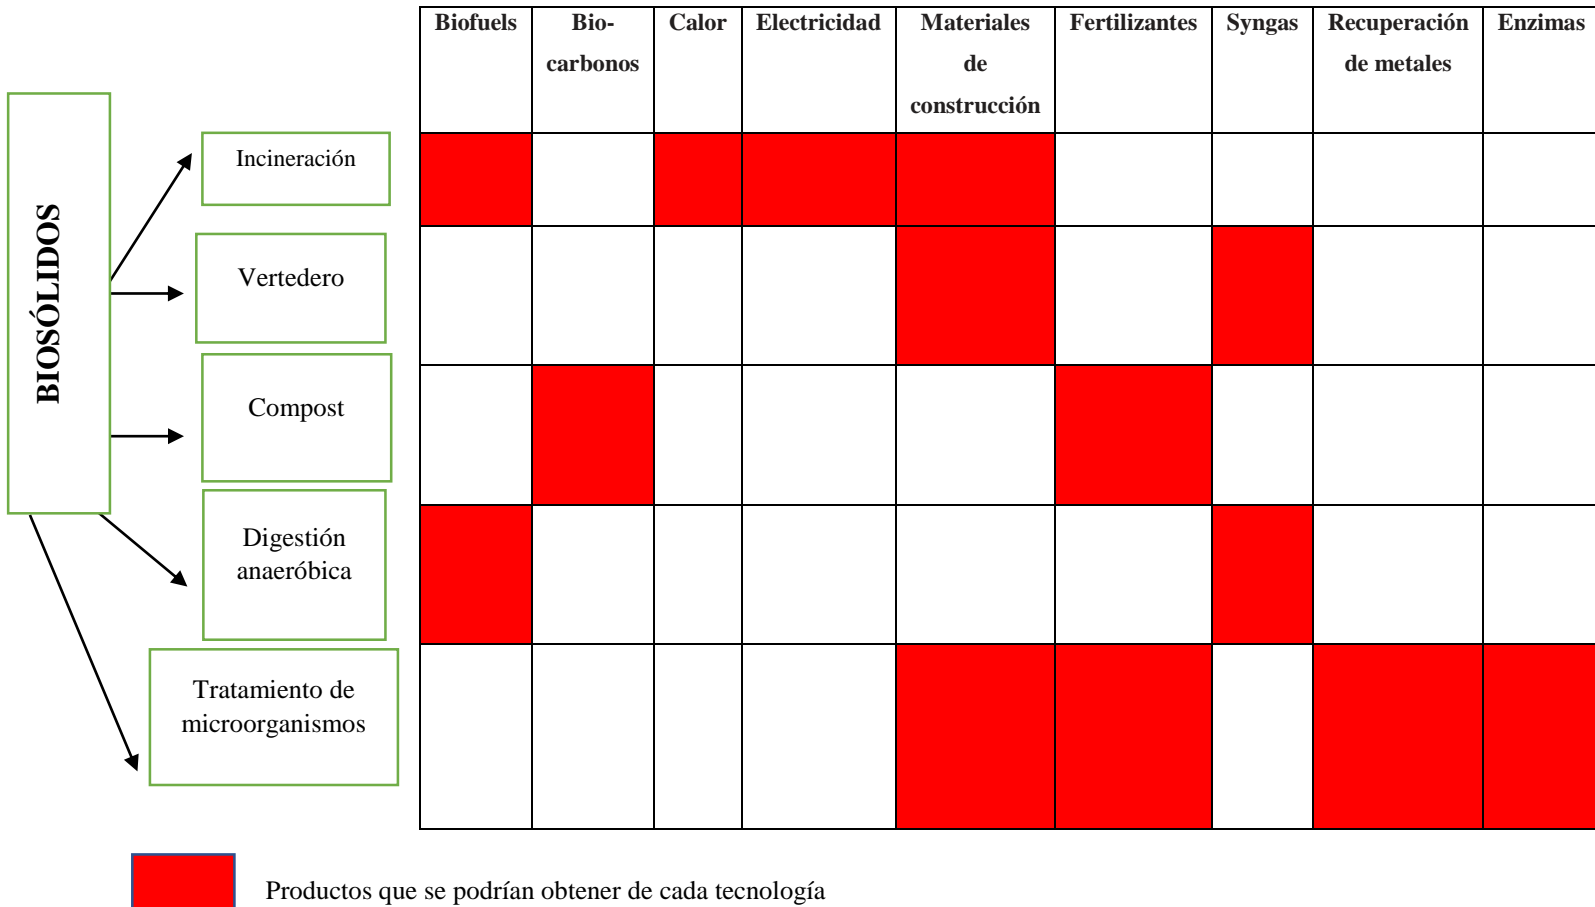 Biofuels
Bio-
carbonos
Calor
Electricidad
Materiales
de
construcción
Fertilizantes
Syngas
Recuperación
de metales
Enzimas
BIOSÓLIDOS
Incineración
Vertedero
Compost
Digestión
anaeróbica
Tratamiento de
microorganismos
Productos que se podrían obtener de cada tecnología